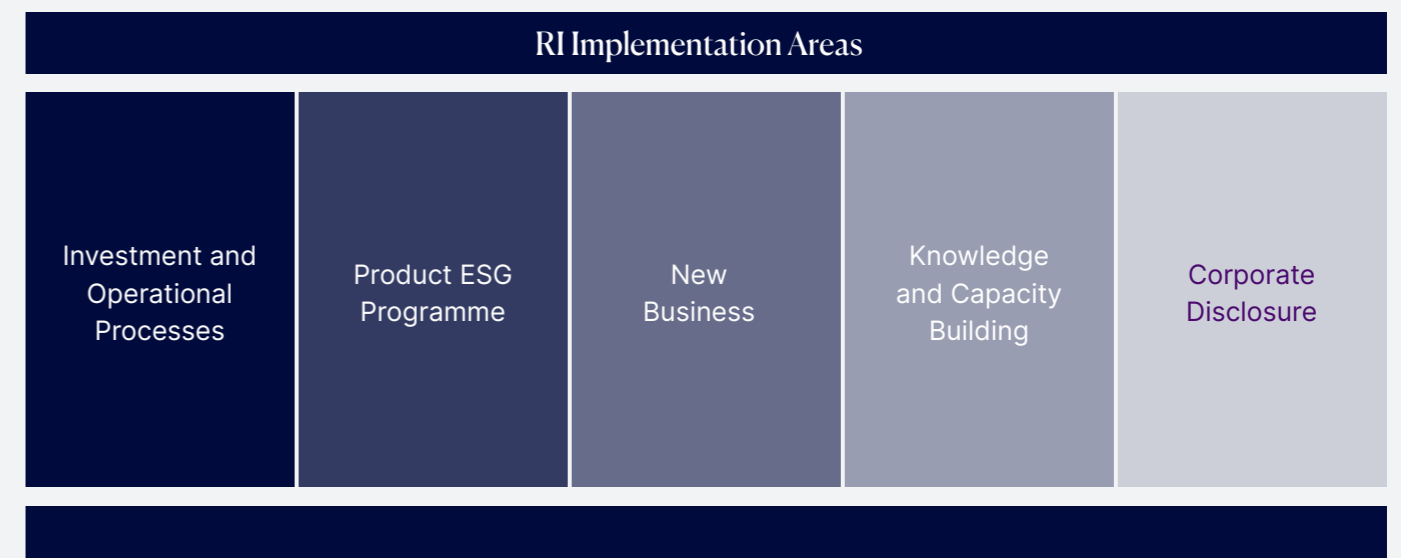 RI Implementation Areas
Investment and
Operational
Processes
Product ESG
Programme
New
Business
Knowledge
and Capacity
Building
Corporate
Disclosure